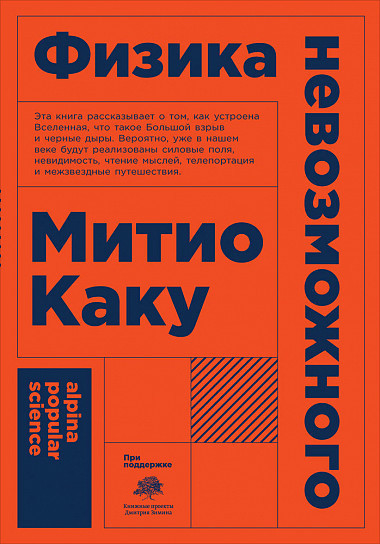 Физика
невозможного
Эта книга рассказывает о том, как устроена
Вселенная, что такое Большой взрыв
и черные дыры. Вероятно, уже в нашем
веке будут реализованы силовые поля,
невидимость, чтение мыслей, телепортация
и межзвездные путешествия.
Митио
Каку
alpina
popular
science
При
поддержке
Книжные проекты
Дмитрия Зимина